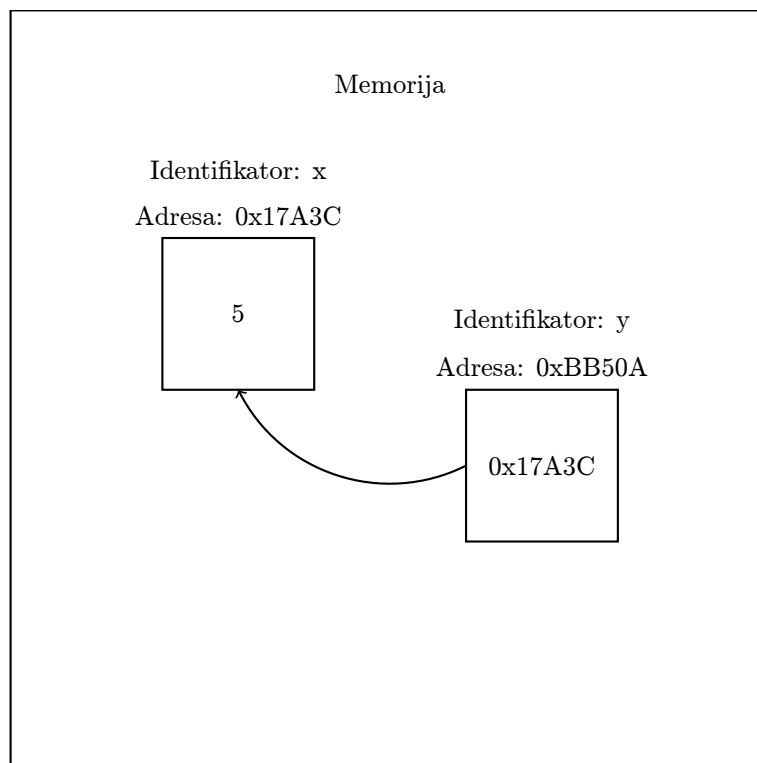 Memorija
Identifikator: x
Adresa: 0x17A3C
5
Identifikator: y
Adresa: 0xBB50A
0x17A3C